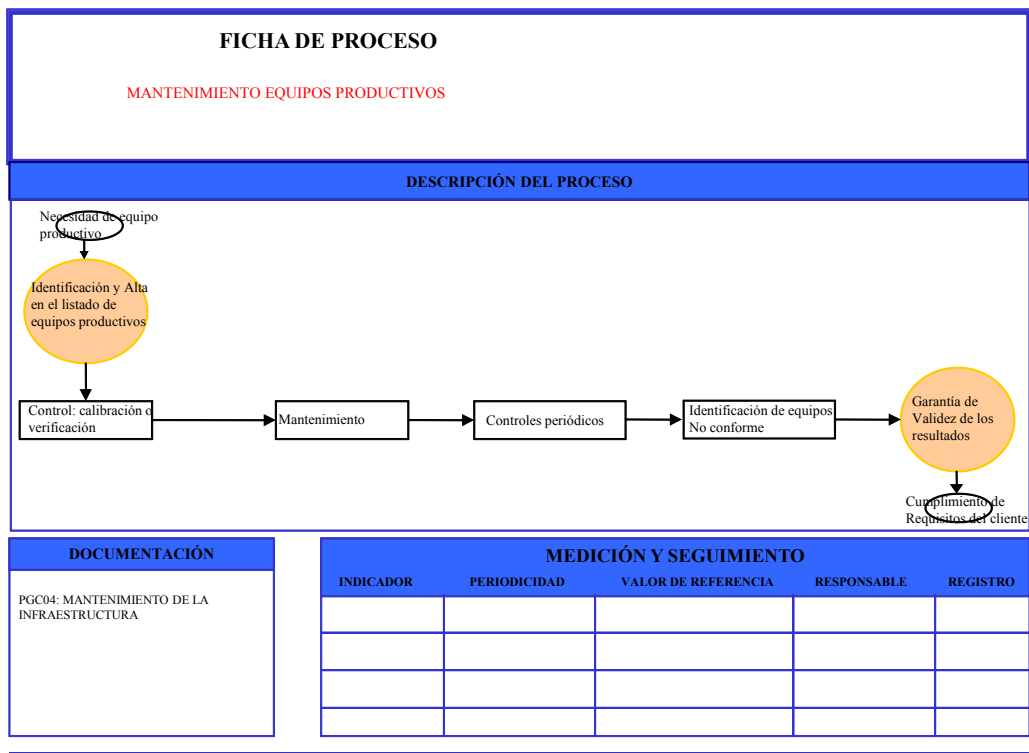 FICHA DE PROCESO
MANTENIMIENTO EQUIPOS PRODUCTIVOS
DESCRIPCIÓN DEL PROCESO
Necesidad de equipo
productivo
Identificación y Alta
en el listado de
equipos productivos
Control: calibración o
verificación
Mantenimiento
Controles periódicos
Identificación de equipos
No conforme
Garantía de
Validez de los
resultados
Cumplimiento de
Requisitos del cliente
DOCUMENTACIÓN
PGC04: MANTENIMIENTO DE LA
INFRAESTRUCTURA
MEDICIÓN Y SEGUIMIENTO
INDICADOR PERIODICIDAD VALOR DE REFERENCIA RESPONSABLE REGISTRO